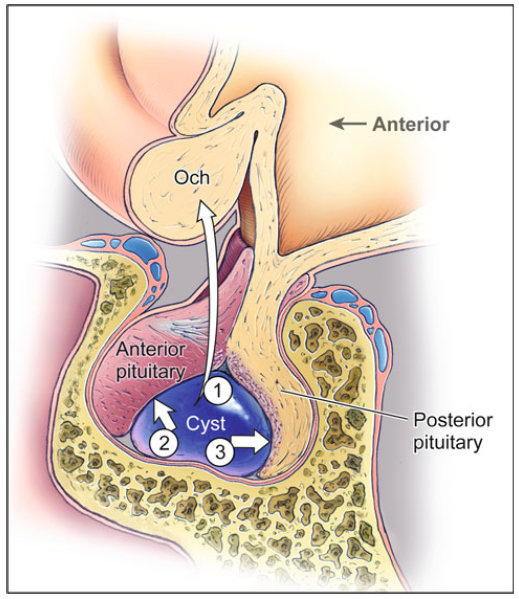 Anterior
Och
Anterior
pituitary
1
Cyst
2
3
Posterior
pituitary